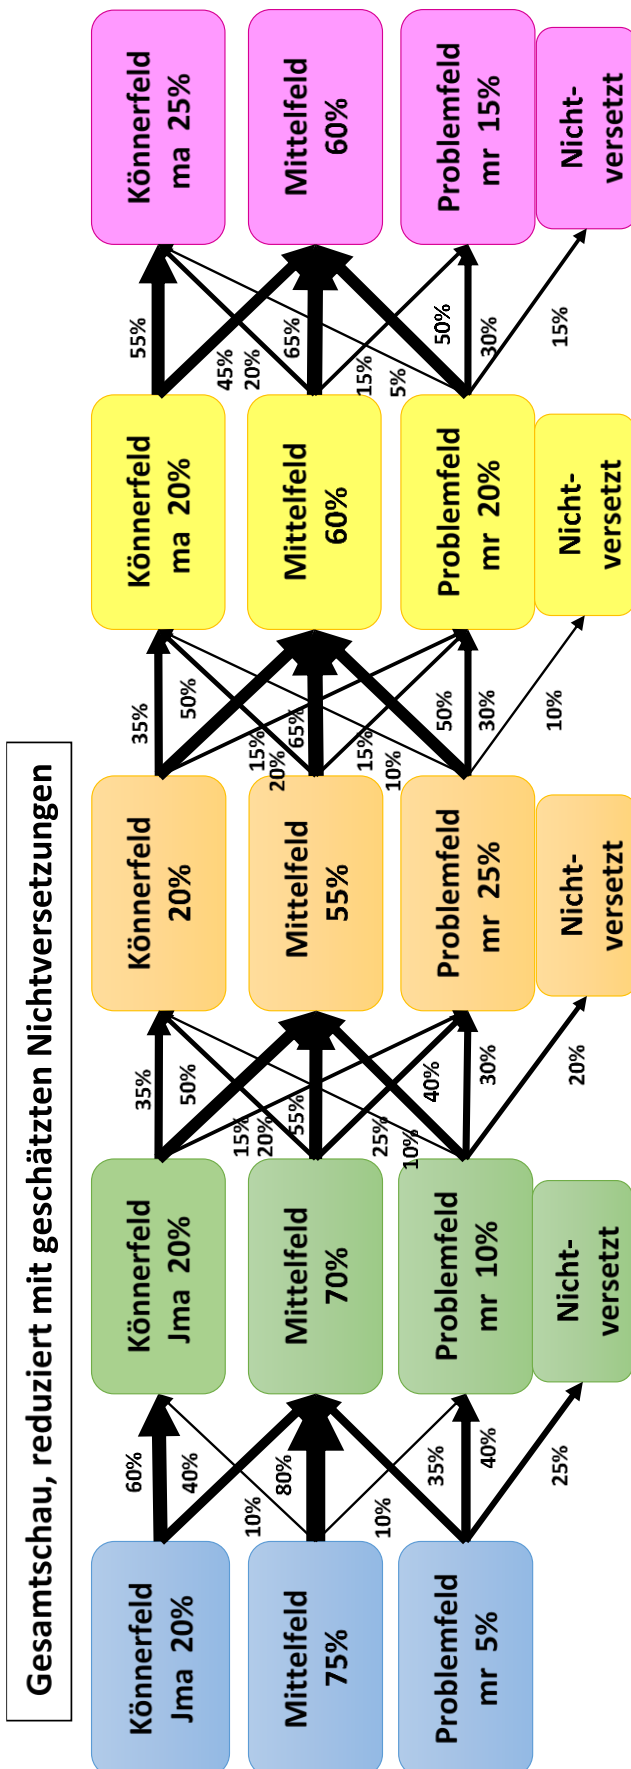 Gesamtschau, reduziert mit geschätzten Nichtversetzungen
Könnerfeld
Jma 20%
Mittelfeld
75%
Problemfeld
mr 5%
60%
40%
10%
80%
10%
35%
40%
25%
Könnerfeld
Jma 20%
Mittelfeld
70%
Problemfeld
mr 10%
Nicht-
versetzt
35%
50%
15%
20%
55%
25%
10%
40%
30%
20%
Könnerfeld
20%
Mittelfeld
55%
Problemfeld
mr 25%
Nicht-
versetzt
35%
50%
15%
20%
65%
15%
10%
50%
30%
10%
Könnerfeld
ma 20%
Mittelfeld
60%
Problemfeld
mr 20%
Nicht-
versetzt
55%
45%
20%
65%
15%
5%
50%
30%
15%
Könnerfeld
ma 25%
Mittelfeld
60%
Problemfeld
mr 15%
Nicht-
versetzt